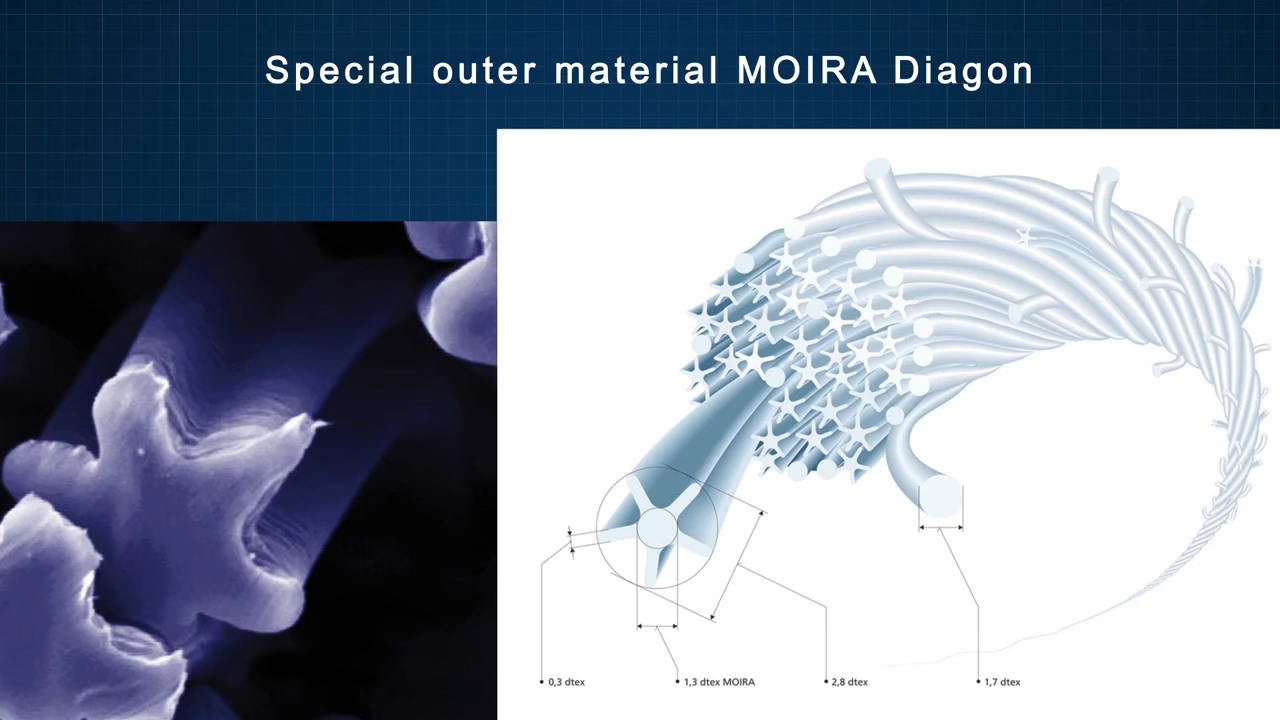 Special outer material MOIRA Diagon
0,3 dtex
1,3 dtex MOIRA
2,8 dtex
1,7 dtex